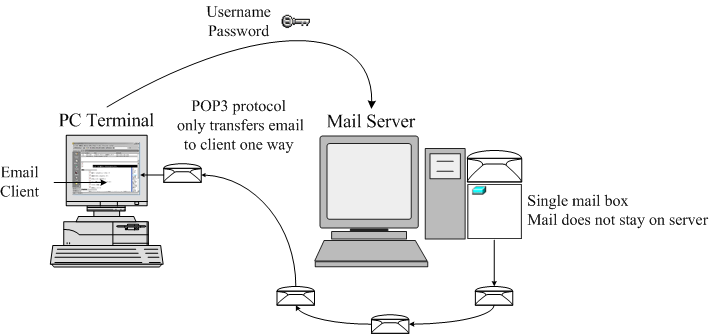 Username
Password
PC Terminal
POP3 protocol
only transfers email
to client one way
Mail Server
Email
Client
Single mail box
Mail does not stay on server